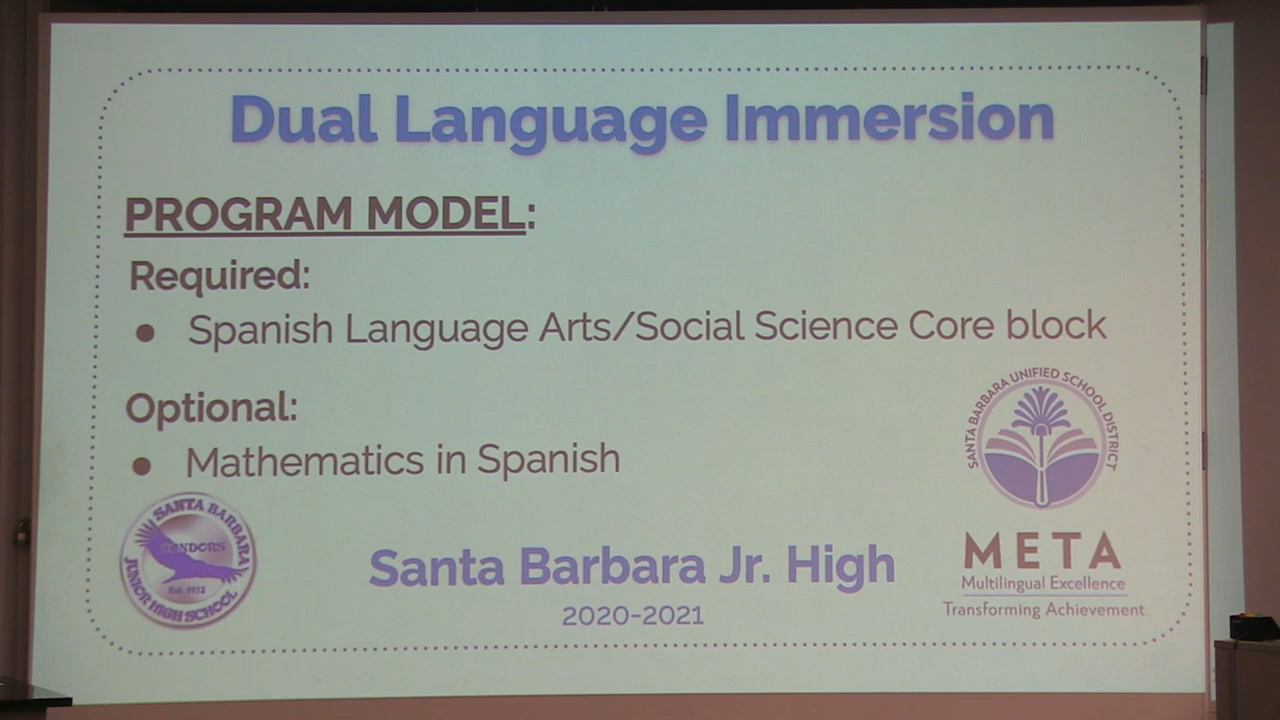 Dual Language Immersion
PROGRAM MODEL:
Required:
● Spanish Language Arts/Social Science Core block
Optional:
● Mathematics in Spanish
SANTA BARBARA
CONDORS
Est. 1932
JUNIOR HIGH SCHOOL
Santa Barbara Jr. High
2020-2021
SANTA BARBARA UNIFIED SCHOOL DISTRICT
META
Multilingual Excellence
Transforming Achievement